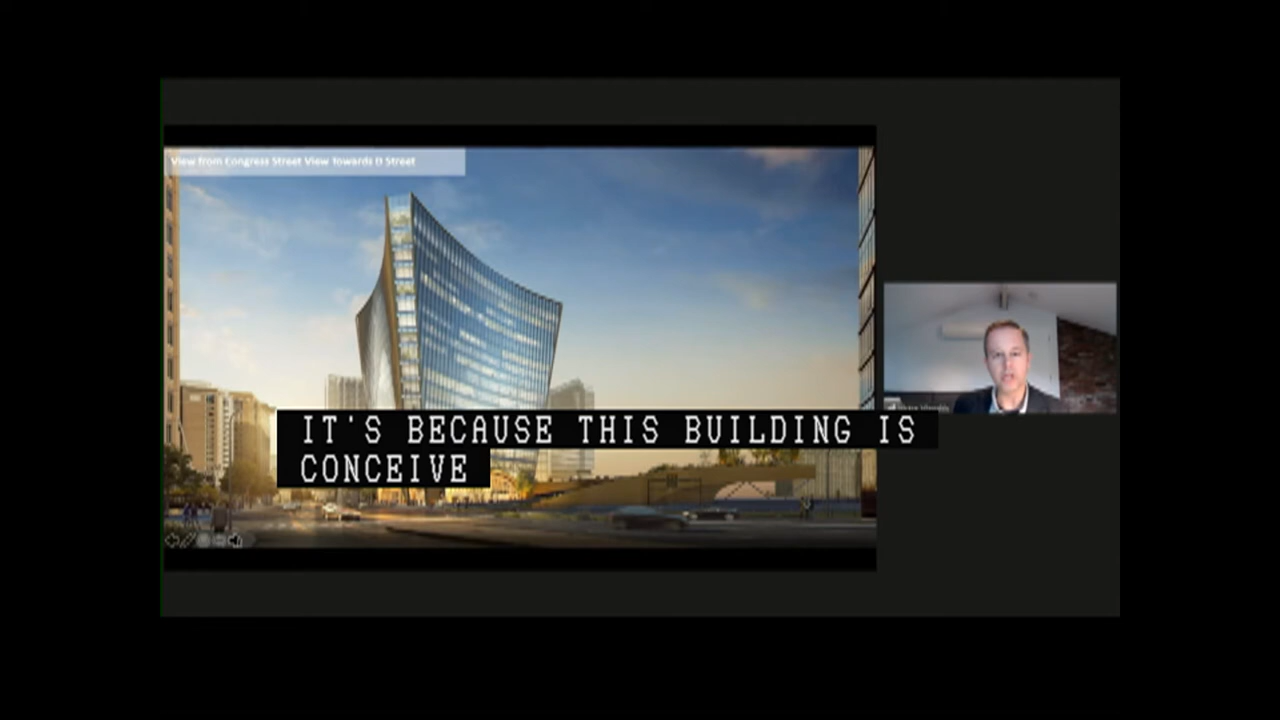 View from Congress Street View Towards D Street
IT'S BECAUSE THIS BUILDING IS
CONCEIVE